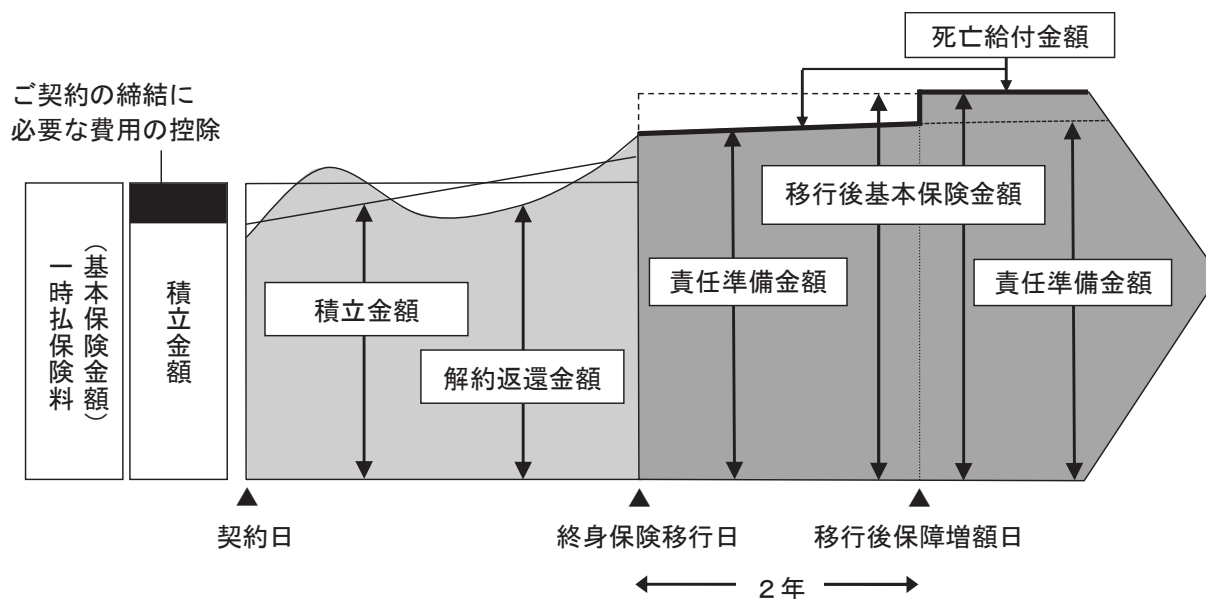 死亡給付金額
ご契約の締結に
必要な費用の控除
一時払保険料
（基本保険金額）
積立金額
積立金額
解約返還金額
責任準備金額
移行後基本保険金額
責任準備金額
契約日
終身保険移行日
移行後保障増額日
２年